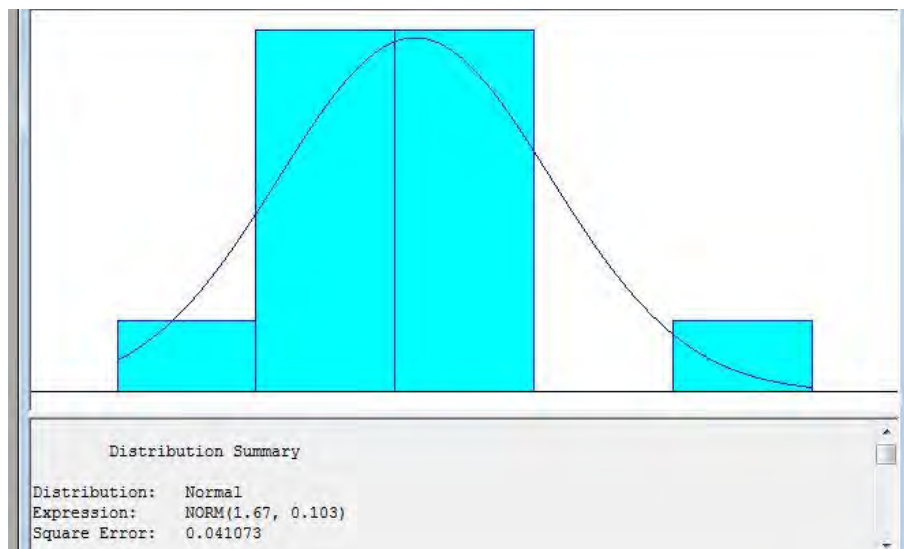 Distribution Summary
Distribution: Normal
Expression: NORM(1.67, 0.103)
Square Error: 0.041073